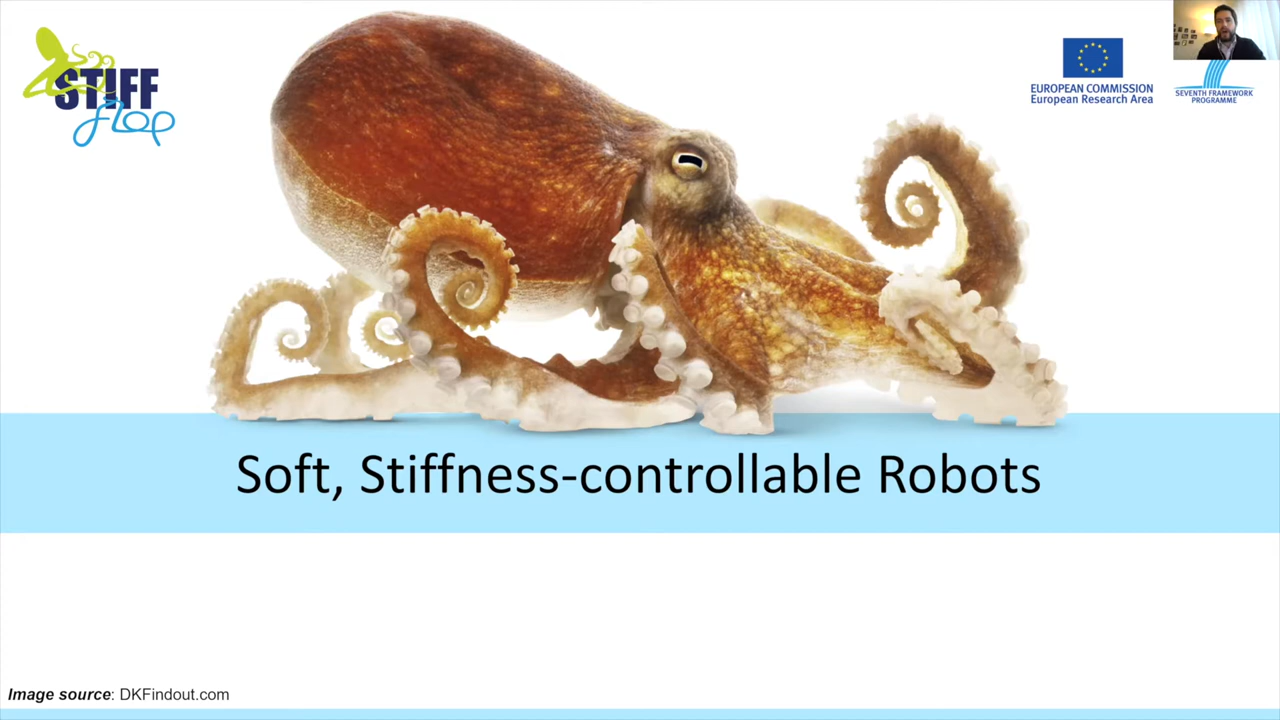 STIFF
FLOP
EUROPEAN COMMISSION
European Research Area
SEVENTH FRAMEWORK
PROGRAMME
Soft, Stiffness-controllable Robots
Image source: DKFindout.com